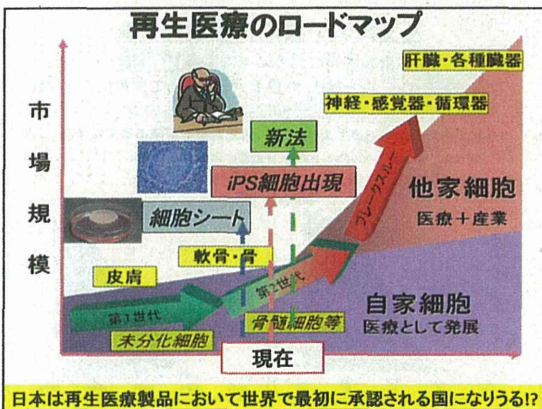 再生医療のロードマップ
肝臓・各種臓器
神経・感覚器・循環器
市場規模
新法
iPS細胞出現
ブレークスルー
他家細胞
医療＋産業
細胞シート
軟骨・骨
皮膚
第2世代
第1世代
自家細胞
医療として発展
骨髄細胞等
未分化細胞
現在
日本は再生医療製品において世界で最初に承認される国になりうる!?